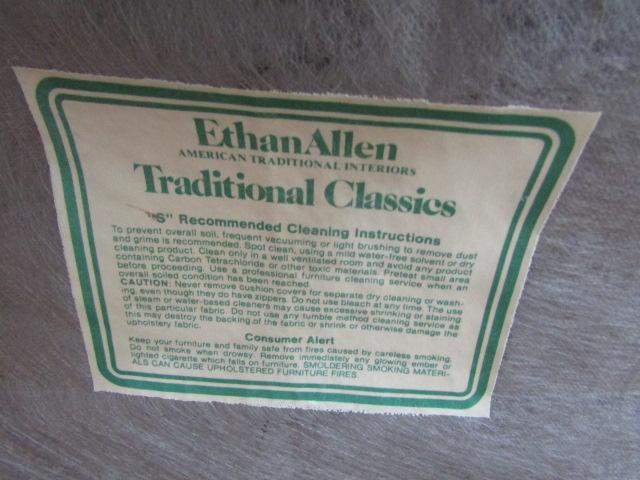 Ethan Allen
AMERICAN TRADITIONAL INTERIORS
Traditional Classics
"S" Recommended Cleaning Instructions
To prevent overall soil, frequent vacuuming or light brushing to remove dust
and grime is recommended. Spot clean, using a mild water-free solvent or dry
cleaning product. Clean only in a well ventilated room and avoid any product
containing Carbon Tetrachloride or other toxic materials. Pretest small area
before proceeding. Use a professional furniture cleaning service when an
overall soiled condition has been reached.
CAUTION: Never remove cushion covers for separate dry cleaning or wash-
ing, even though they do have zippers. Do not use bleach at any time. The use
of steam or water-based cleaners may cause excessive shrinking or staining
of this particular fabric. Do not use any tumble method cleaning service as
this may destroy the backing of the fabric or shrink or otherwise damage the
upholstery fabric.
Consumer Alert
Keep your furniture and family safe from fires caused by careless smoking.
Do not smoke when drowsy. Remove immediately any glowing ember or
lighted cigarette which falls on furniture. SMOLDERING SMOKING MATERI-
ALS CAN CAUSE UPHOLSTERED FURNITURE FIRES.